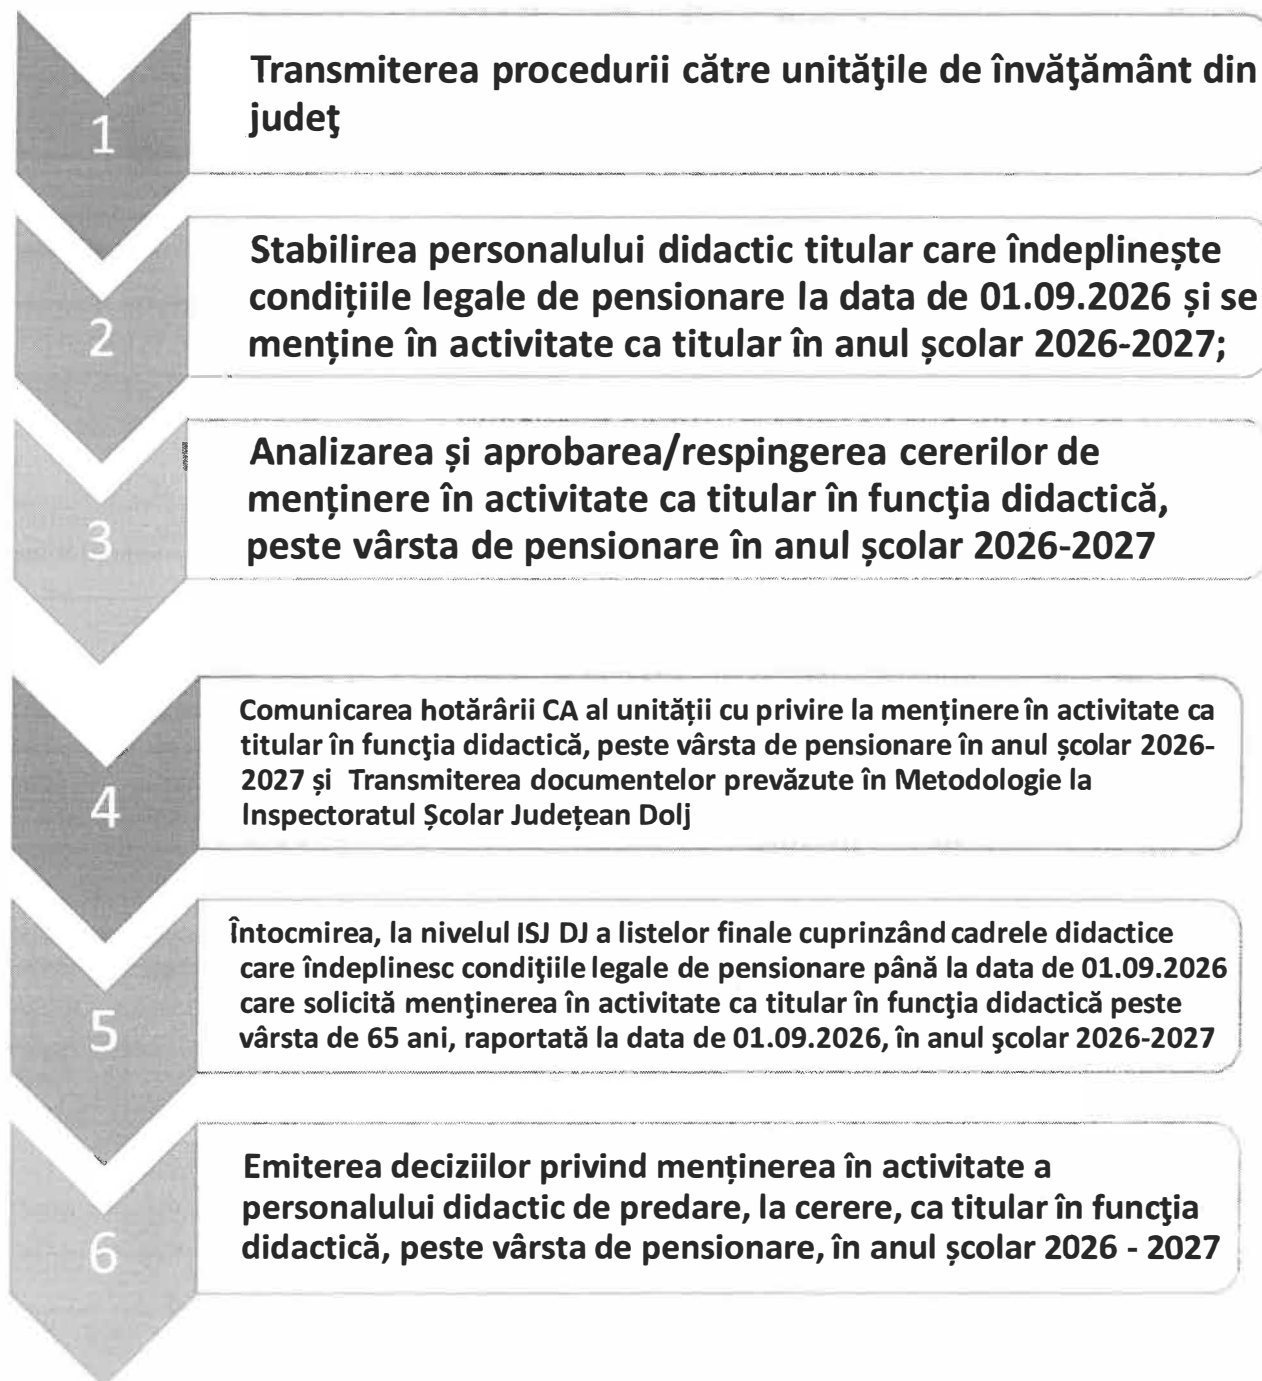 1
Transmiterea procedurii către unitățile de învățământ din
județ
2
Stabilirea personalului didactic titular care îndeplinește
condițiile legale de pensionare la data de 01.09.2026 și se
menține în activitate ca titular în anul școlar 2026-2027;
3
Analizarea și aprobarea/respingerea cererilor de
menținere în activitate ca titular în funcţia didactică,
peste vârsta de pensionare în anul școlar 2026-2027
4
Comunicarea hotărârii CA al unității cu privire la menținere în activitate ca
titular în funcţia didactică, peste vârsta de pensionare în anul școlar 2026-
2027 și Transmiterea documentelor prevăzute în Metodologie la
Inspectoratul Școlar Județean Dolj
5
Întocmirea, la nivelul ISJ DJ a listelor finale cuprinzând cadrele didactice
care îndeplinesc condiţiile legale de pensionare până la data de 01.09.2026
care solicită menţinerea în activitate ca titular în funcţia didactică peste
vârsta de 65 ani, raportată la data de 01.09.2026, în anul şcolar 2026-2027
6
Emiterea deciziilor privind menținerea în activitate a
personalului didactic de predare, la cerere, ca titular în funcţia
didactică, peste vârsta de pensionare, în anul școlar 2026 - 2027